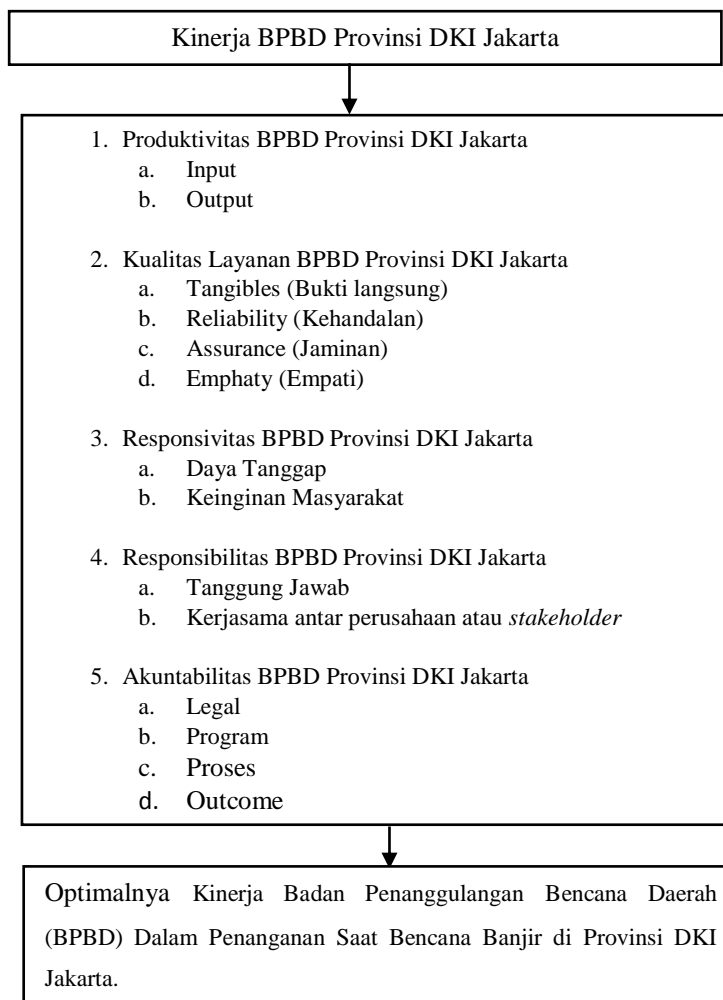 Kinerja BPBD Provinsi DKI Jakarta
1. Produktivitas BPBD Provinsi DKI Jakarta
a. Input
b. Output
2. Kualitas Layanan BPBD Provinsi DKI Jakarta
a. Tangibles (Bukti langsung)
b. Reliability (Kehandalan)
c. Assurance (Jaminan)
d. Emphaty (Empati)
3. Responsivitas BPBD Provinsi DKI Jakarta
a. Daya Tanggap
b. Keinginan Masyarakat
4. Responsibilitas BPBD Provinsi DKI Jakarta
a. Tanggung Jawab
b. Kerjasama antar perusahaan atau stakeholder
5. Akuntabilitas BPBD Provinsi DKI Jakarta
a. Legal
b. Program
c. Proses
d. Outcome
Optimalnya Kinerja Badan Penanggulangan Bencana Daerah
(BPBD) Dalam Penanganan Saat Bencana Banjir di Provinsi DKI
Jakarta.